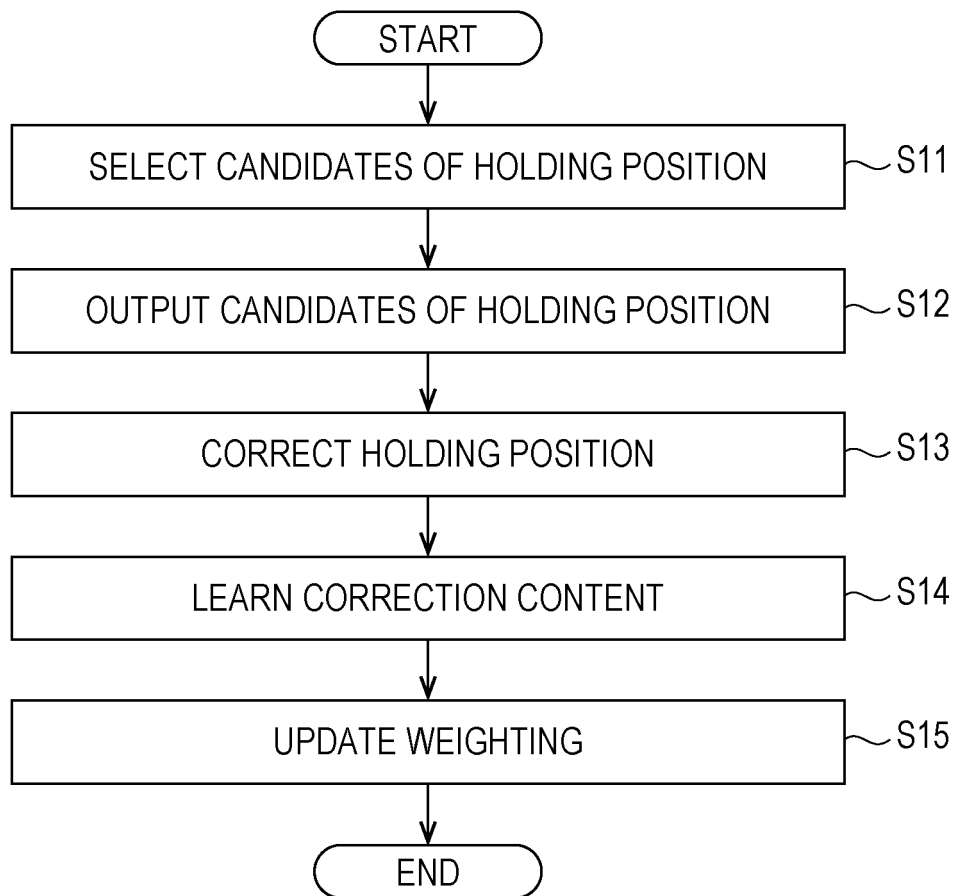 START
SELECT CANDIDATES OF HOLDING POSITION
S11
OUTPUT CANDIDATES OF HOLDING POSITION
S12
CORRECT HOLDING POSITION
S13
LEARN CORRECTION CONTENT
S14
UPDATE WEIGHTING
S15
END